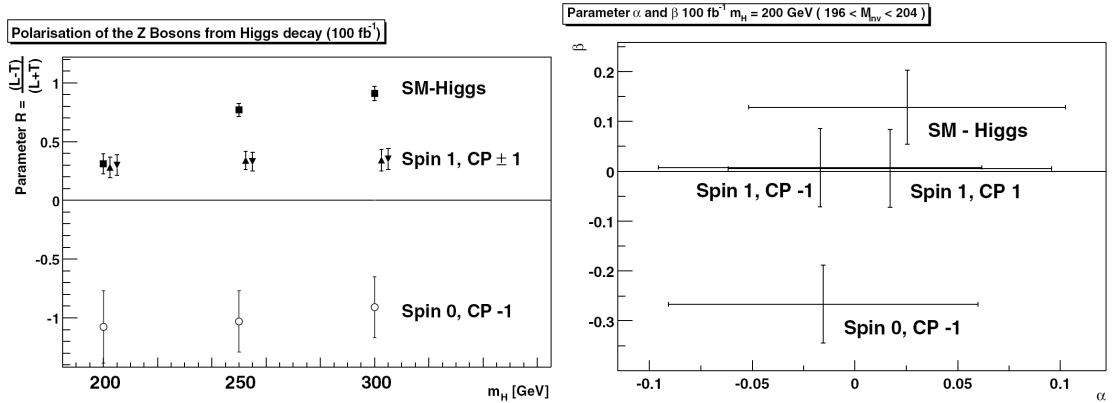 Polarisation of the Z Bosons from Higgs decay (100 fb⁻¹)
Parameter R = (L-T)/(L+T)
1
0.5
0
-0.5
-1
SM-Higgs
Spin 1, CP ± 1
Spin 0, CP -1
200 250 300
m_H [GeV]
Parameter α and β 100 fb⁻¹ m_H = 200 GeV ( 196 < M_inv < 204 )
β
0.2
0.1
0
-0.1
-0.2
-0.3
SM - Higgs
Spin 1, CP -1 Spin 1, CP 1
Spin 0, CP -1
-0.1 -0.05 0 0.05 0.1
α